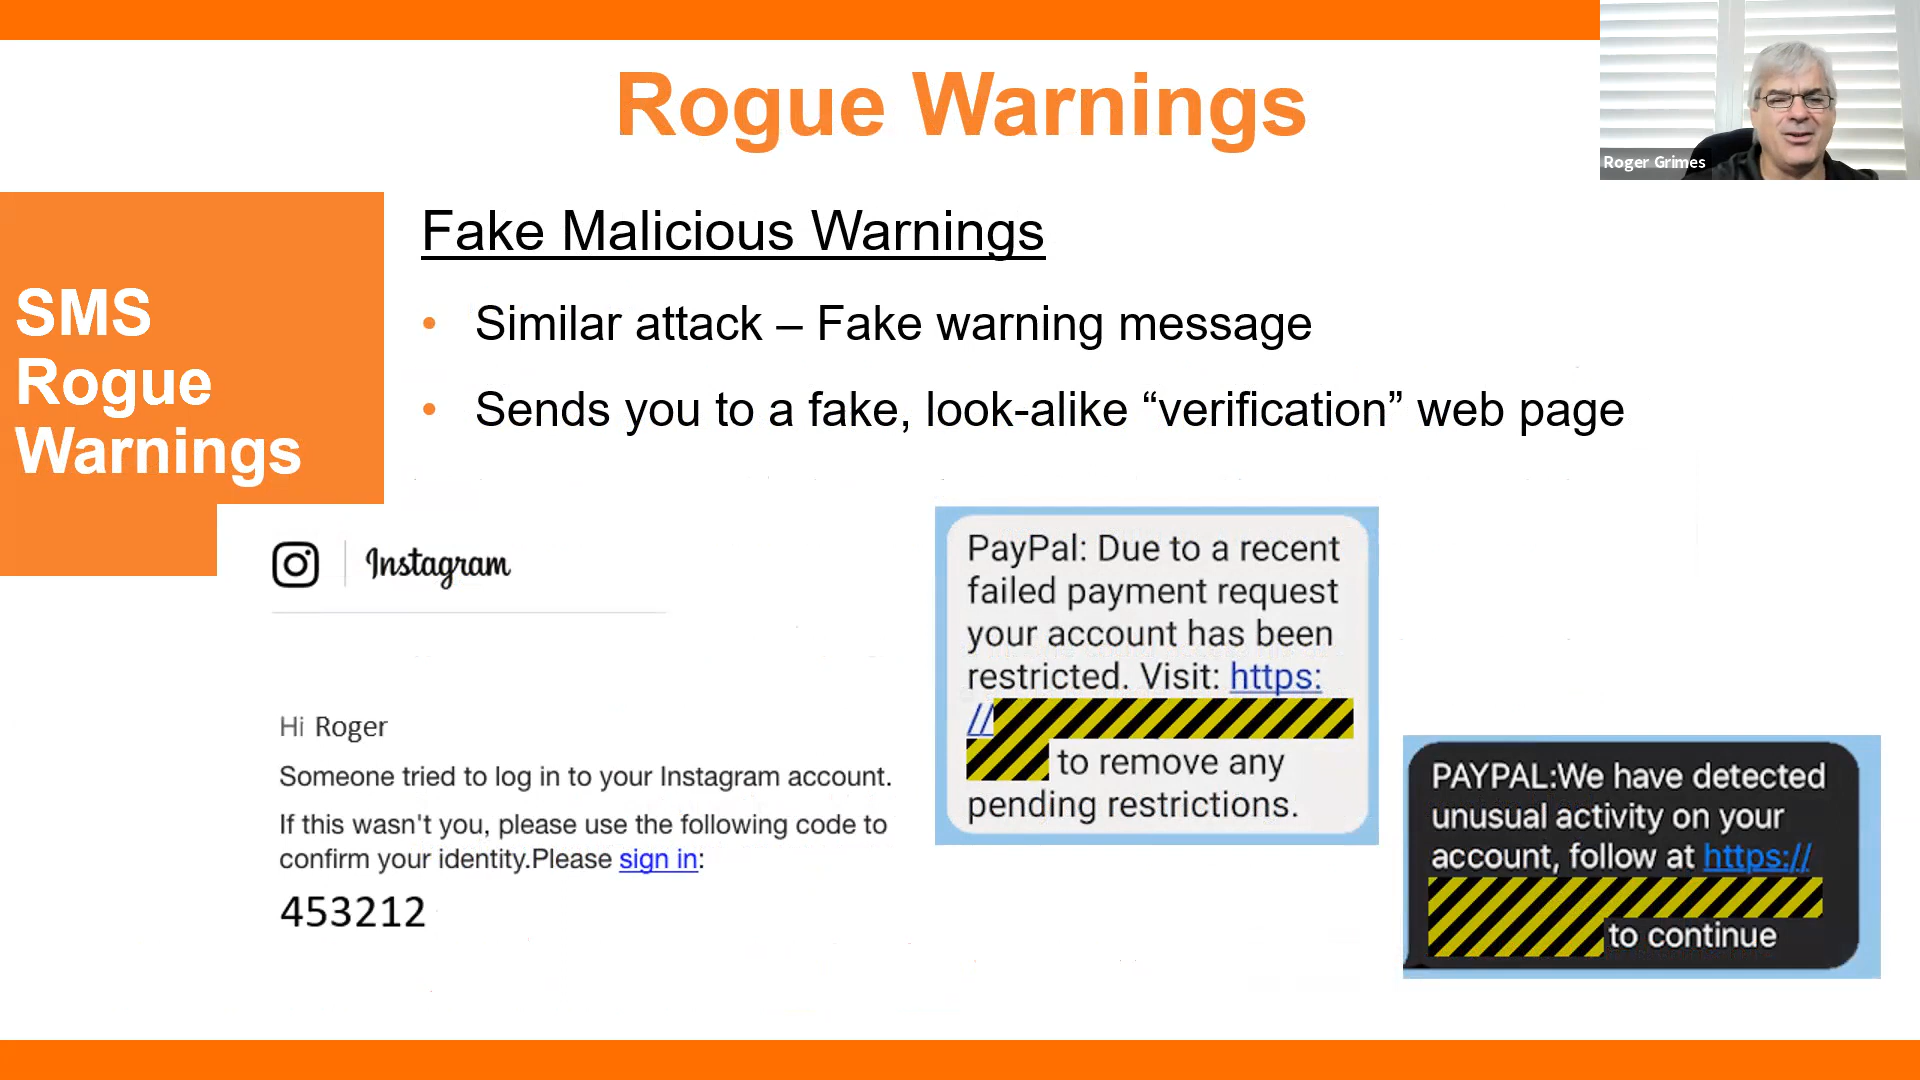 Rogue Warnings
Roger Grimes
SMS
Rogue
Warnings
Fake Malicious Warnings
• Similar attack – Fake warning message
• Sends you to a fake, look-alike “verification” web page
Instagram
Hi Roger
Someone tried to log in to your Instagram account.
If this wasn't you, please use the following code to
confirm your identity.Please sign in:
453212
PayPal: Due to a recent
failed payment request
your account has been
restricted. Visit: https:
//
to remove any
pending restrictions.
PAYPAL:We have detected
unusual activity on your
account, follow at https://
to continue